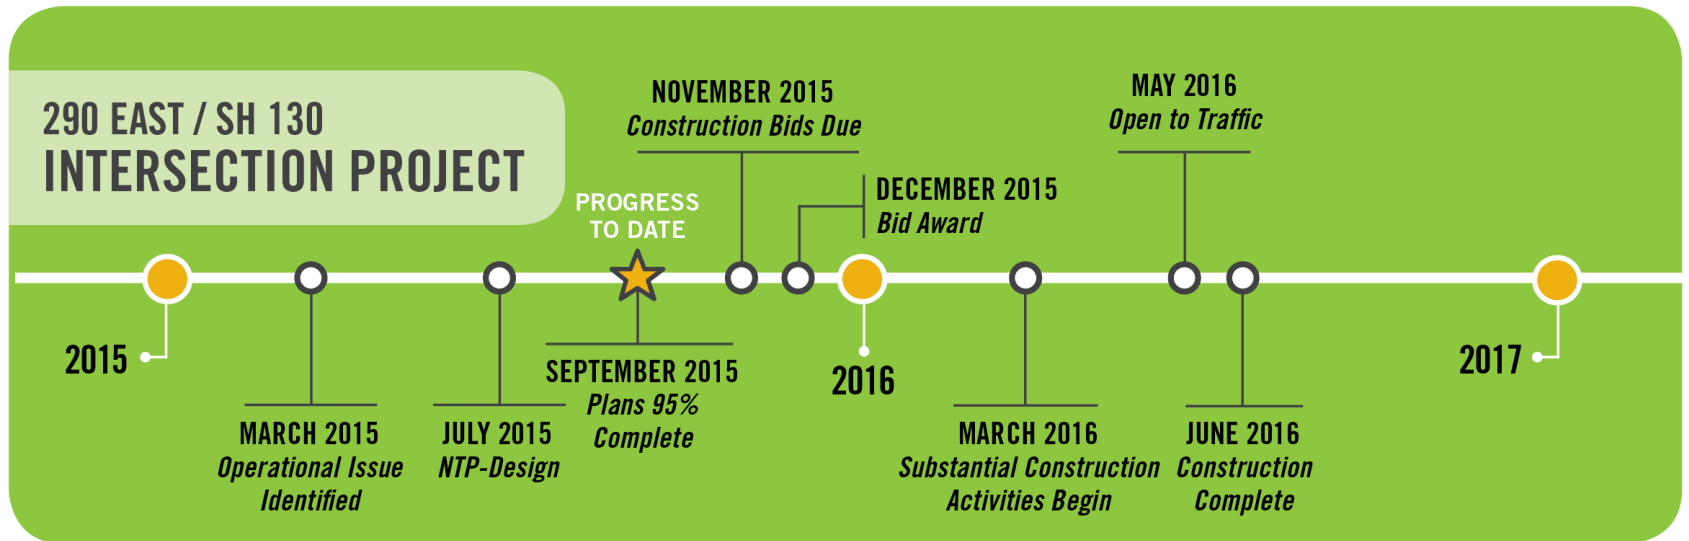 290 EAST / SH 130
INTERSECTION PROJECT
PROGRESS
TO DATE
NOVEMBER 2015
Construction Bids Due
DECEMBER 2015
Bid Award
MAY 2016
Open to Traffic
2015
MARCH 2015
Operational Issue
Identified
JULY 2015
NTP-Design
SEPTEMBER 2015
Plans 95%
Complete
2016
MARCH 2016
Substantial Construction
Activities Begin
JUNE 2016
Construction
Complete
2017